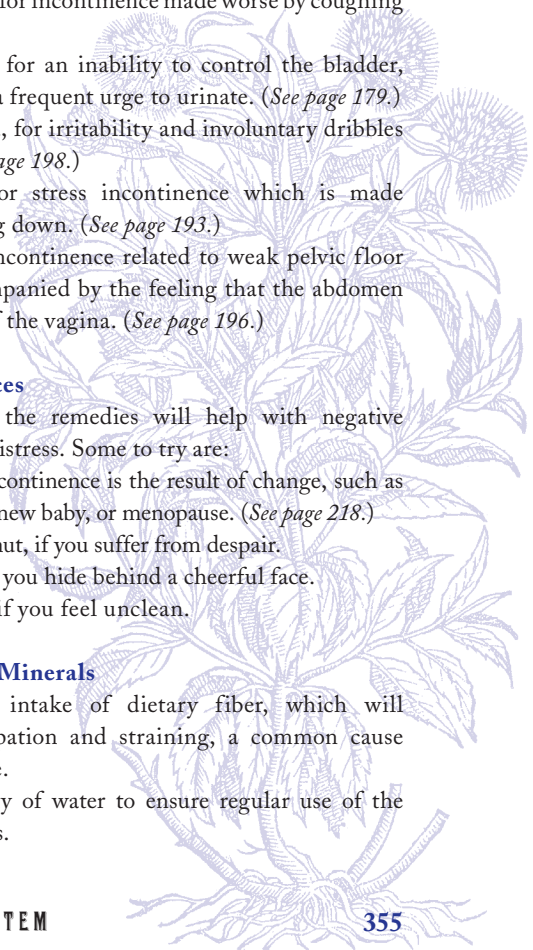 for incontinence made worse by coughing
for an inability to control the bladder,
a frequent urge to urinate. (See page 179.)
, for irritability and involuntary dribbles
age 198.)
or stress incontinence which is made
g down. (See page 193.)
ncontinence related to weak pelvic floor
mpanied by the feeling that the abdomen
f the vagina. (See page 196.)
ces
the remedies will help with negative
istress. Some to try are:
continence is the result of change, such as
new baby, or menopause. (See page 218.)
nut, if you suffer from despair.
you hide behind a cheerful face.
if you feel unclean.
Minerals
intake of dietary fiber, which will
pation and straining, a common cause
e.
y of water to ensure regular use of the
s.
TEM 355